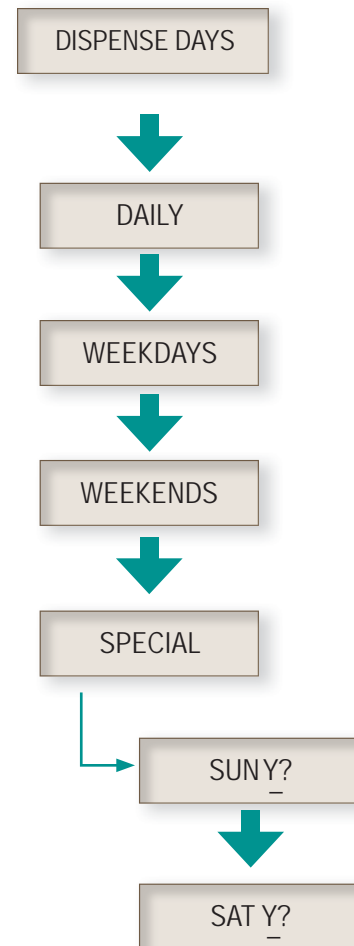 DISPENSE DAYS
DAILY
WEEKDAYS
WEEKENDS
SPECIAL
SUN Y?
SAT Y?